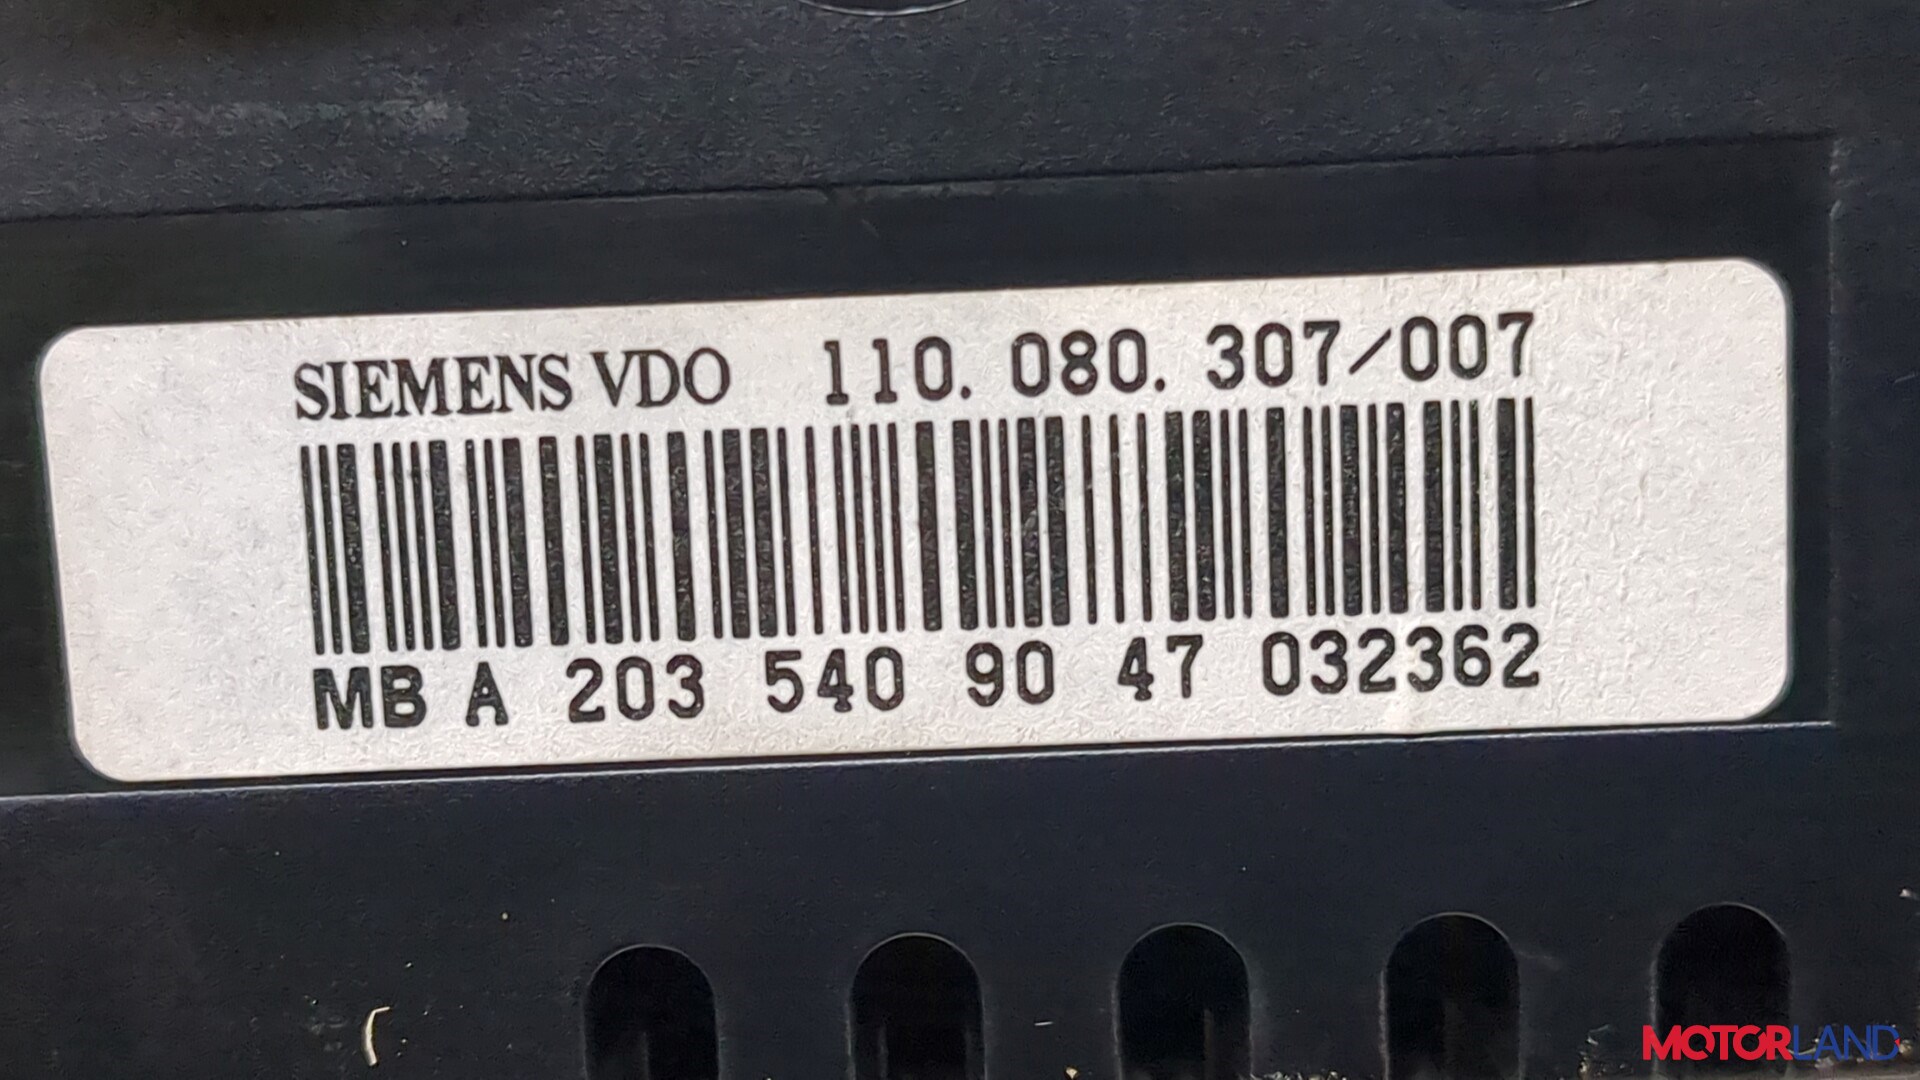 SIEMENS VDO 110. 080. 307/007
MB A 203 540 90 47 032362
MOTORLAND